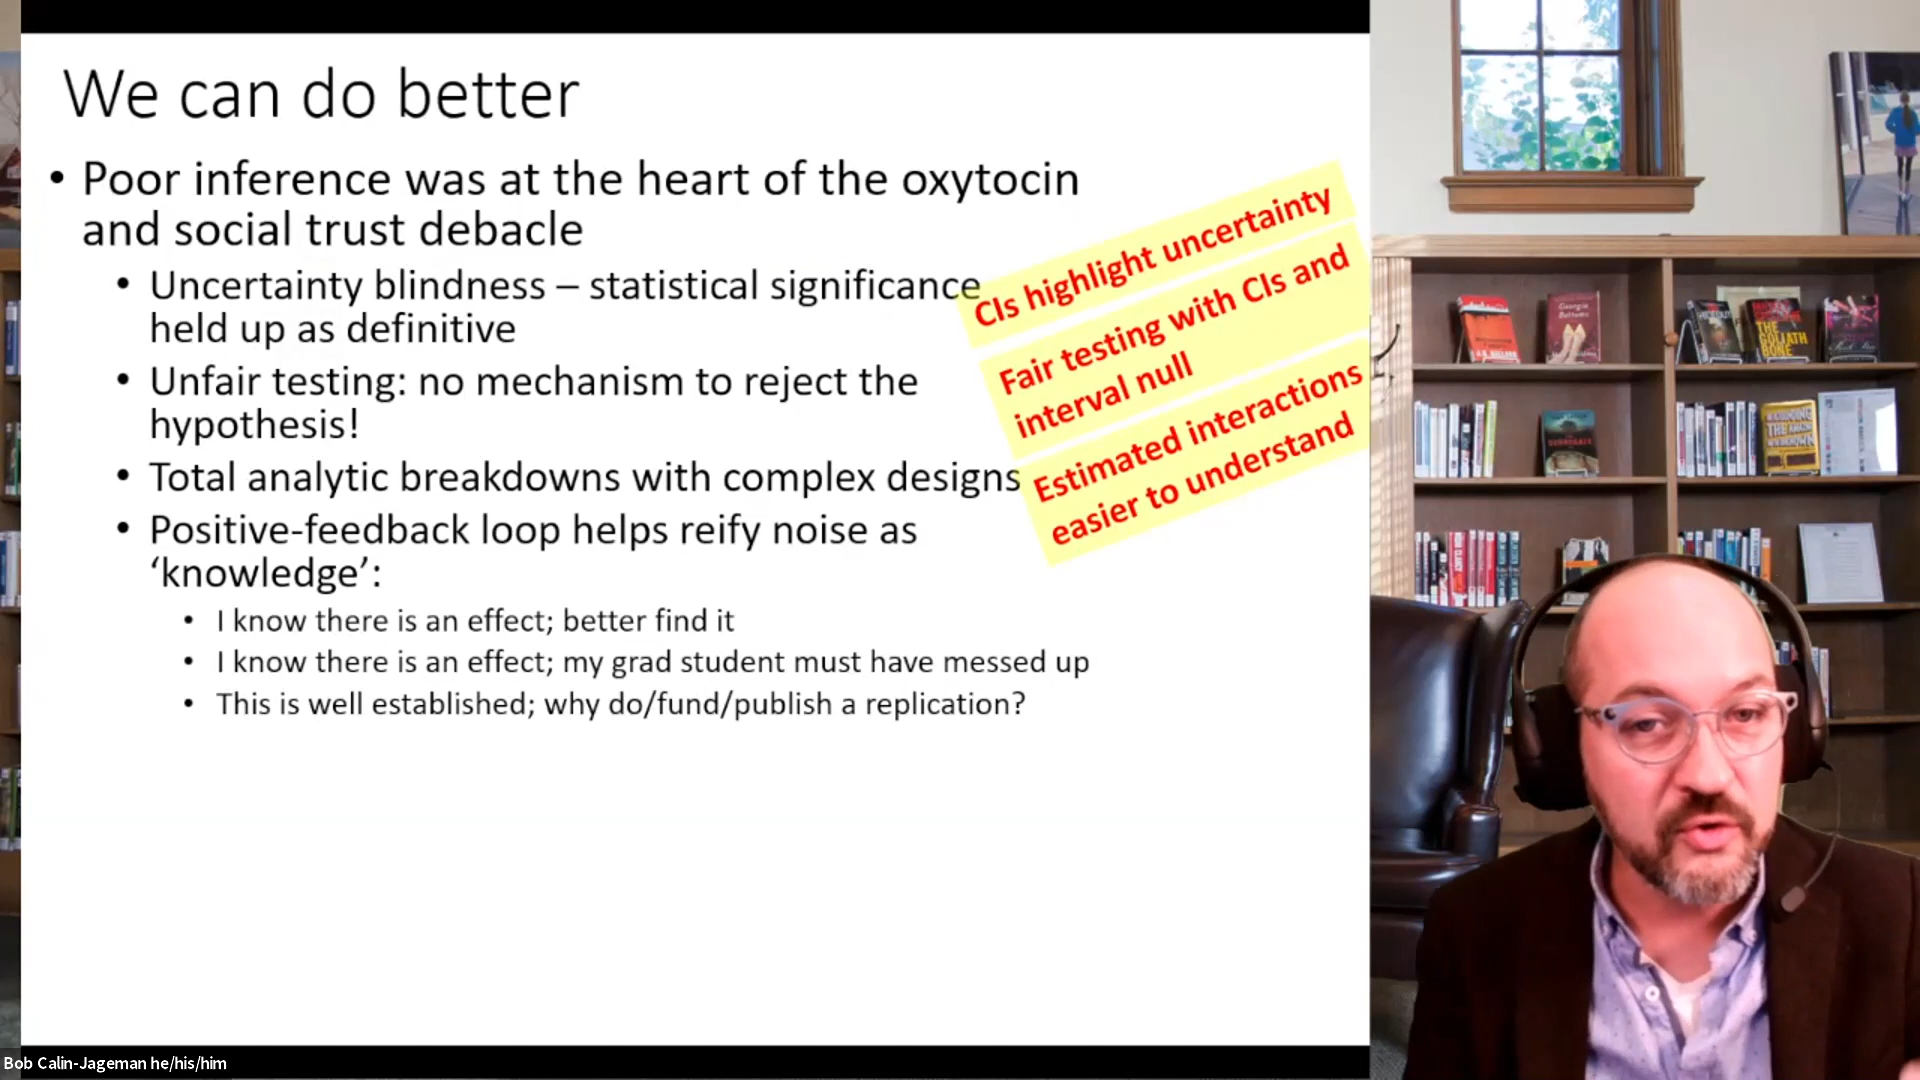 We can do better
• Poor inference was at the heart of the oxytocin
and social trust debacle
• Uncertainty blindness – statistical significance
held up as definitive
• Unfair testing: no mechanism to reject the
hypothesis!
• Total analytic breakdowns with complex designs
• Positive-feedback loop helps reify noise as
‘knowledge’:
• I know there is an effect; better find it
• I know there is an effect; my grad student must have messed up
• This is well established; why do/fund/publish a replication?
CIs highlight uncertainty
Fair testing with CIs and
interval null
Estimated interactions
easier to understand
THE
GOLIATH
BONE
Bob Calin-Jageman he/his/him